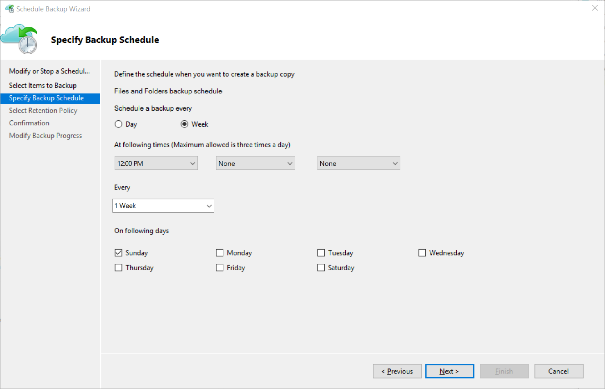 Schedule Backup Wizard
Specify Backup Schedule
Modify or Stop a Schedul...
Select Items to Backup
Specify Backup Schedule
Select Retention Policy
Confirmation
Modify Backup Progress
Define the schedule when you want to create a backup copy
Files and Folders backup schedule
Schedule a backup every
Day Week
At following times (Maximum allowed is three times a day)
12:00 PM None None
Every
1 Week
On following days
Sunday Monday Tuesday Wednesday
Thursday Friday Saturday
< Previous Next > Finish Cancel